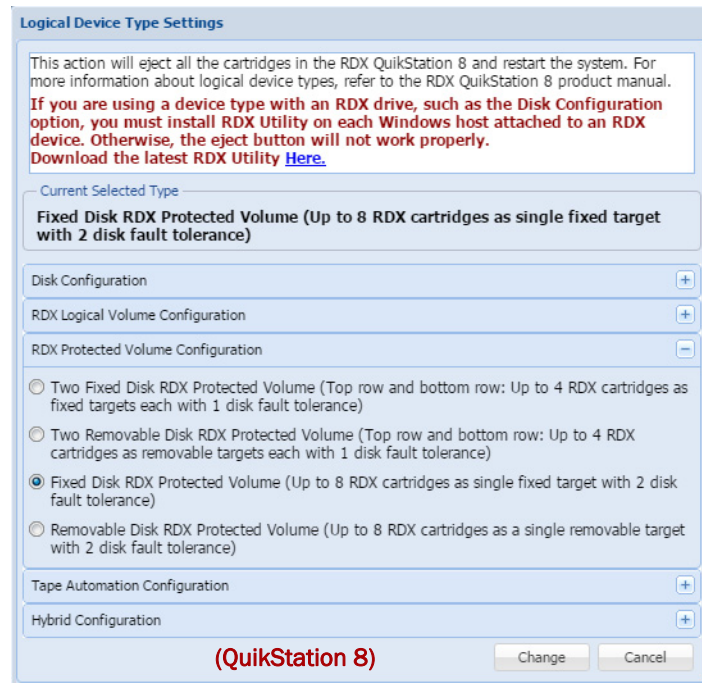 Logical Device Type Settings
This action will eject all the cartridges in the RDX QuikStation 8 and restart the system. For
more information about logical device types, refer to the RDX QuikStation 8 product manual.
If you are using a device type with an RDX drive, such as the Disk Configuration
option, you must install RDX Utility on each Windows host attached to an RDX
device. Otherwise, the eject button will not work properly.
Download the latest RDX Utility Here.
Current Selected Type
Fixed Disk RDX Protected Volume (Up to 8 RDX cartridges as single fixed target
with 2 disk fault tolerance)
Disk Configuration
RDX Logical Volume Configuration
RDX Protected Volume Configuration
Two Fixed Disk RDX Protected Volume (Top row and bottom row: Up to 4 RDX cartridges as
fixed targets each with 1 disk fault tolerance)
Two Removable Disk RDX Protected Volume (Top row and bottom row: Up to 4 RDX
cartridges as removable targets each with 1 disk fault tolerance)
Fixed Disk RDX Protected Volume (Up to 8 RDX cartridges as single fixed target with 2 disk
fault tolerance)
Removable Disk RDX Protected Volume (Up to 8 RDX cartridges as a single removable target
with 2 disk fault tolerance)
Tape Automation Configuration
Hybrid Configuration
(QuikStation 8)
Change
Cancel